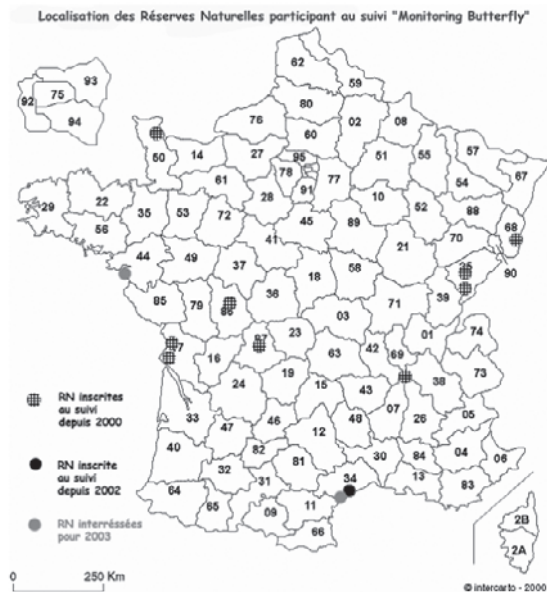 Localisation des Réserves Naturelles participant au suivi "Monitoring Butterfly"
62
59
93
92 75
94
80
76 02 08
60
50 14 27 95 51 55 57
78 77 54 67
61 91
29 22 35 53 28 10 52 88 68
56 72 45 89
41 70
44 49 37 21 90
18 58 39
85 79 36 71
03
01 74
23
16 63 42 69
19 38 73
24 15 43
33 07 26 05
46 48
47 12
40 82 30 84 04 06
32 81 34 13 83
64 31
65 09 11
66
2B
2A
RN inscrites
au suivi
depuis 2000
RN inscrite
au suivi
depuis 2002
RN interréssées
pour 2003
0 250 Km
© intercarto - 2000